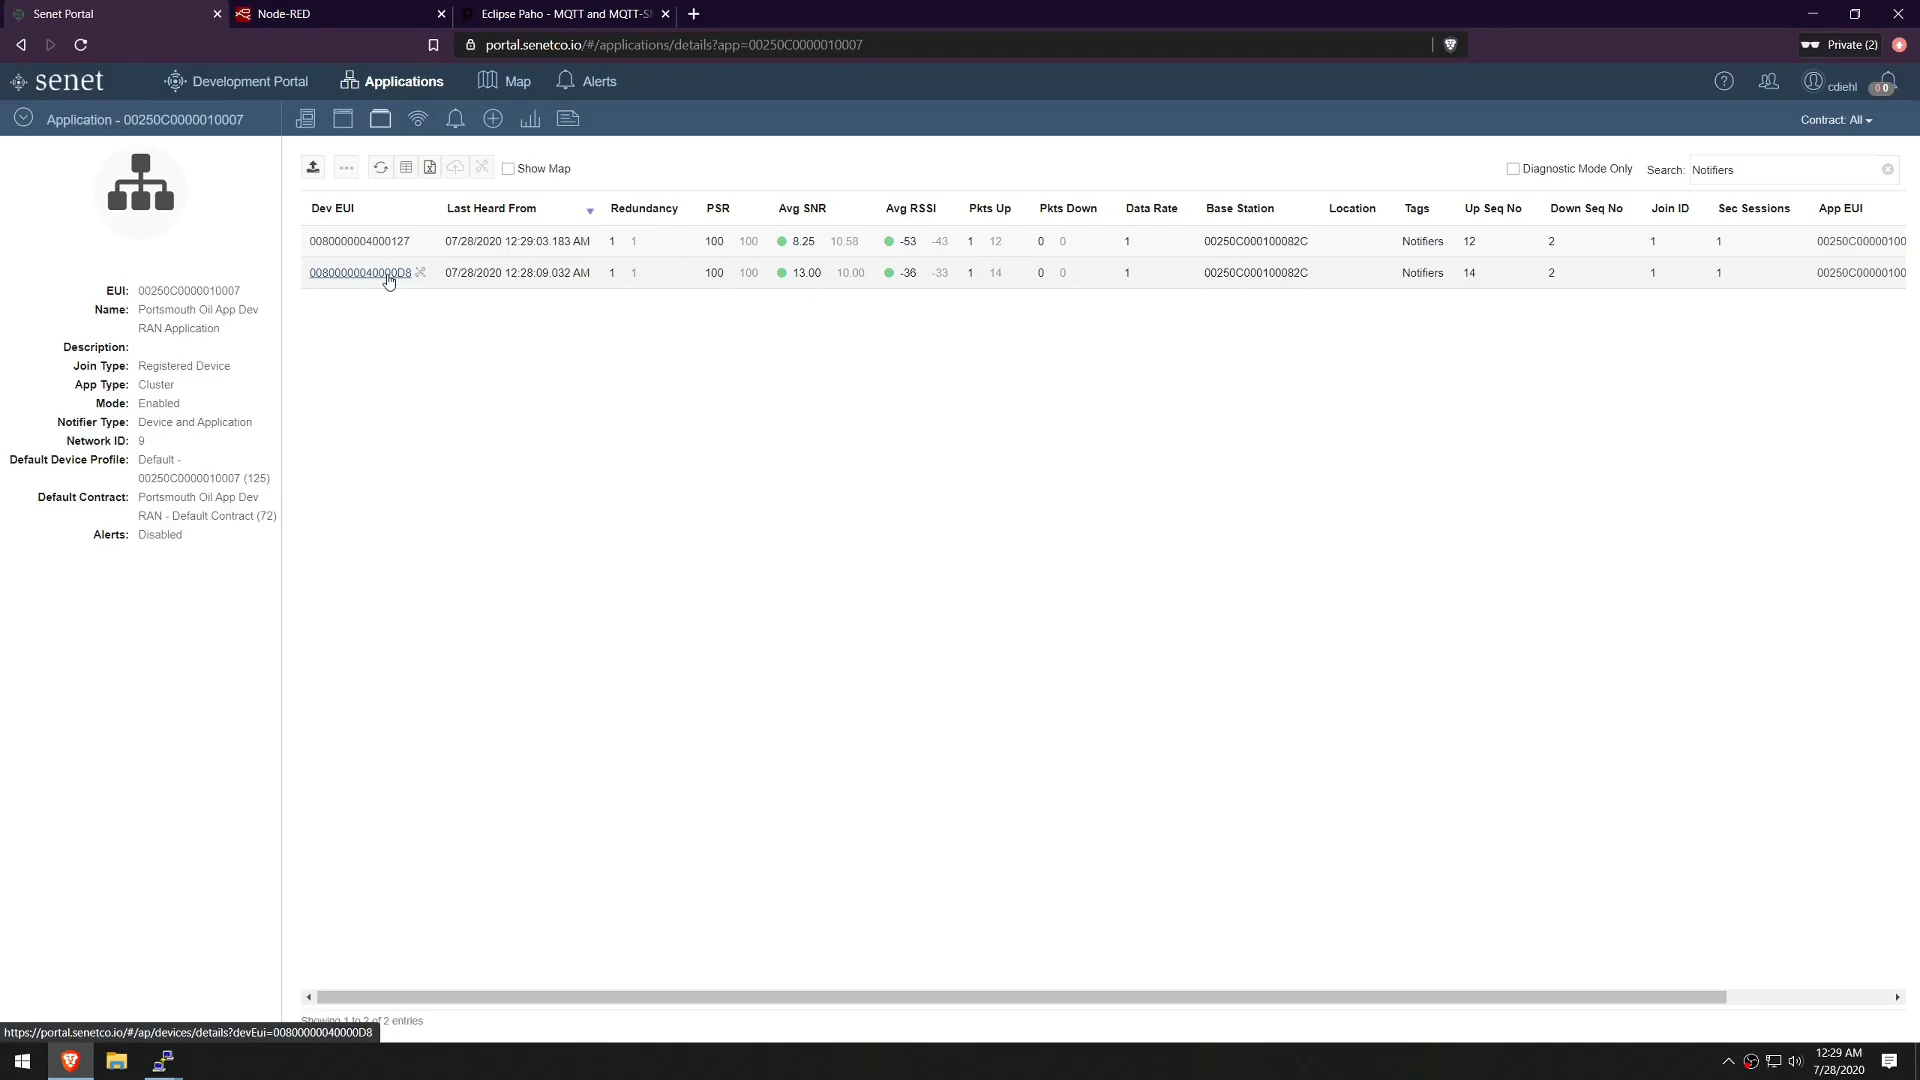 Senet Portal
Node-RED
Eclipse Paho - MQTT and MQTT-S
portal.senetco.io/#/applications/details?app=00250C0000010007
Private (2)
senet
Development Portal
Applications
Map
Alerts
cdiehl
0 0
Application - 00250C0000010007
Contract: All
Show Map
Diagnostic Mode Only
Search: Notifiers
Dev EUI Last Heard From Redundancy PSR Avg SNR Avg RSSI Pkts Up Pkts Down Data Rate Base Station Location Tags Up Seq No Down Seq No Join ID Sec Sessions App EUI
0080000004000127 07/28/2020 12:29:03.183 AM 1 1 100 100 8.25 10.58 -53 -43 1 12 0 0 1 00250C000100082C Notifiers 12 2 1 1 00250C00000100
00800000040000D8 07/28/2020 12:28:09.032 AM 1 1 100 100 13.00 10.00 -36 -33 1 14 0 0 1 00250C000100082C Notifiers 14 2 1 1 00250C00000100
EUI: 00250C0000010007
Name: Portsmouth Oil App Dev
RAN Application
Description:
Join Type: Registered Device
App Type: Cluster
Mode: Enabled
Notifier Type: Device and Application
Network ID: 9
Default Device Profile: Default -
00250C0000010007 (125)
Default Contract: Portsmouth Oil App Dev
RAN - Default Contract (72)
Alerts: Disabled
Showing 1 to 2 of 2 entries
https://portal.senetco.io/#/ap/devices/details?devEui=00800000040000D8
12:29 AM
7/28/2020